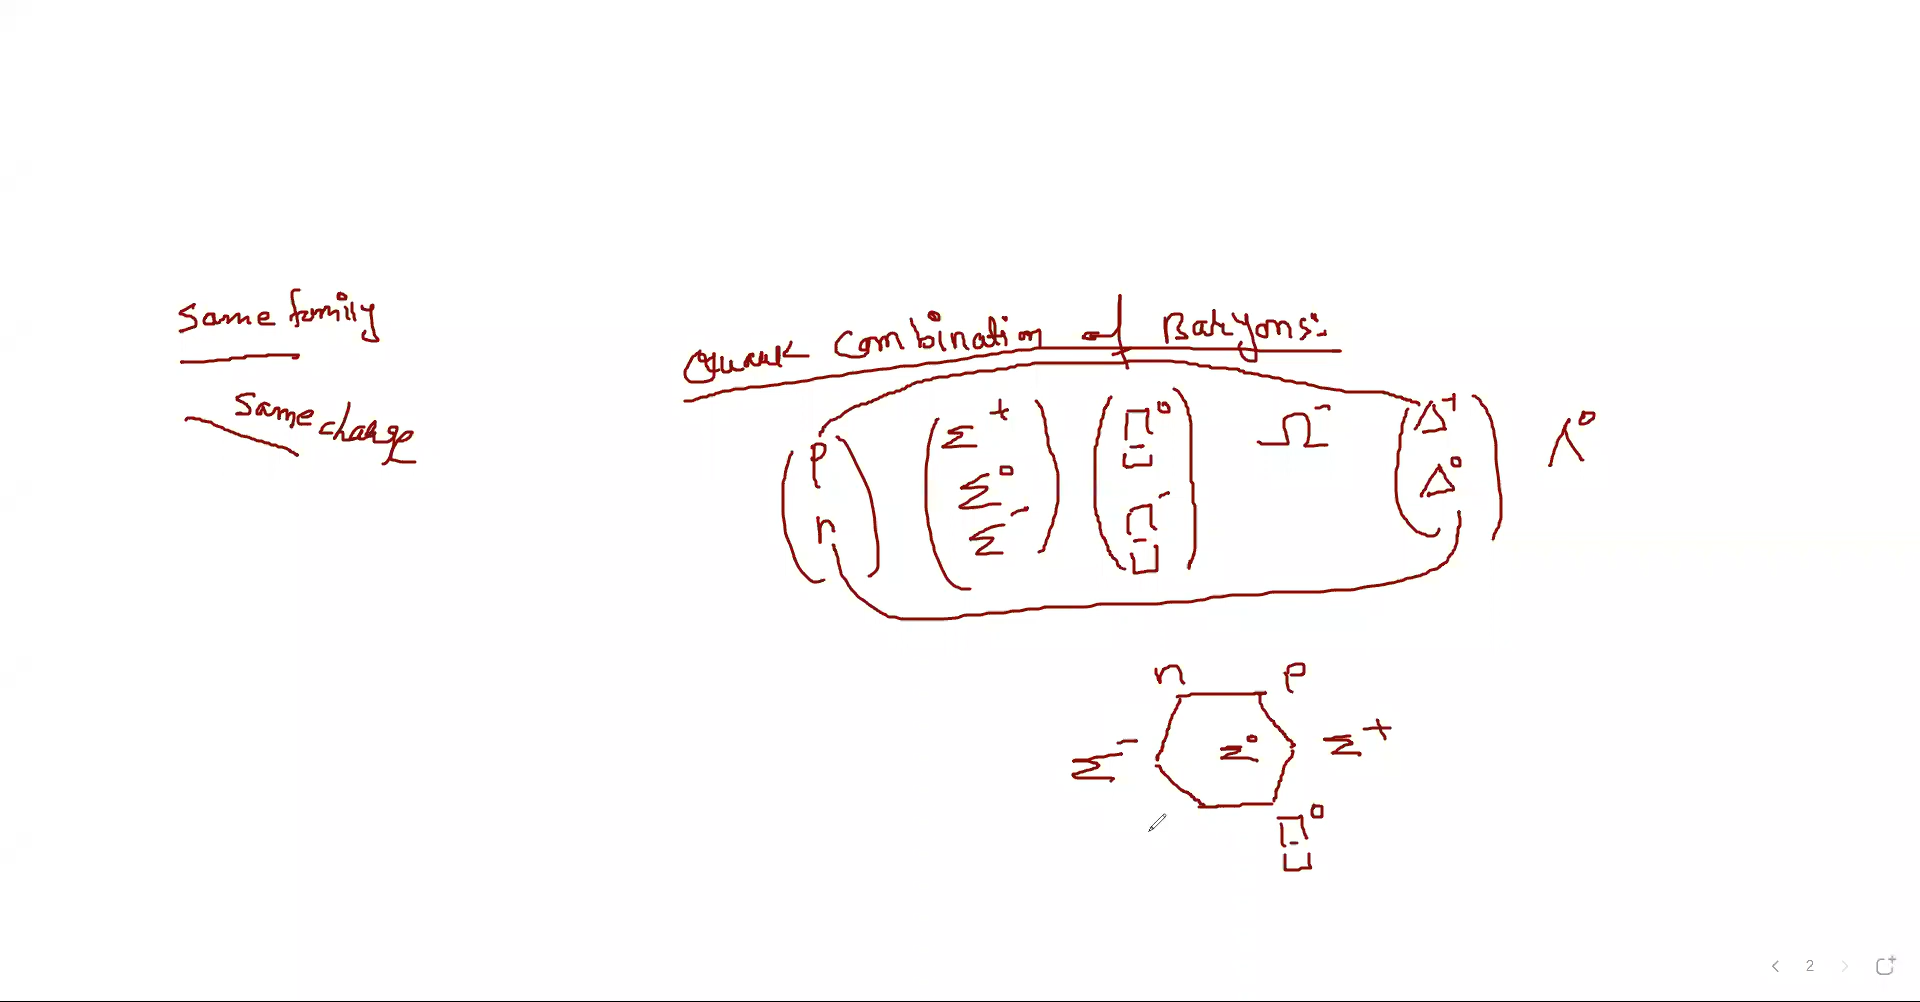 Same family
Same charge
Quark Combination of Baryons:
p Σ⁺ Ξ⁰ Ω⁻ Δ⁺ Λ⁰
Σ⁰ Δ⁰
n Σ⁻ Ξ⁻
n p
Σ⁻ Σ⁰ Σ⁺
Ξ⁰
2